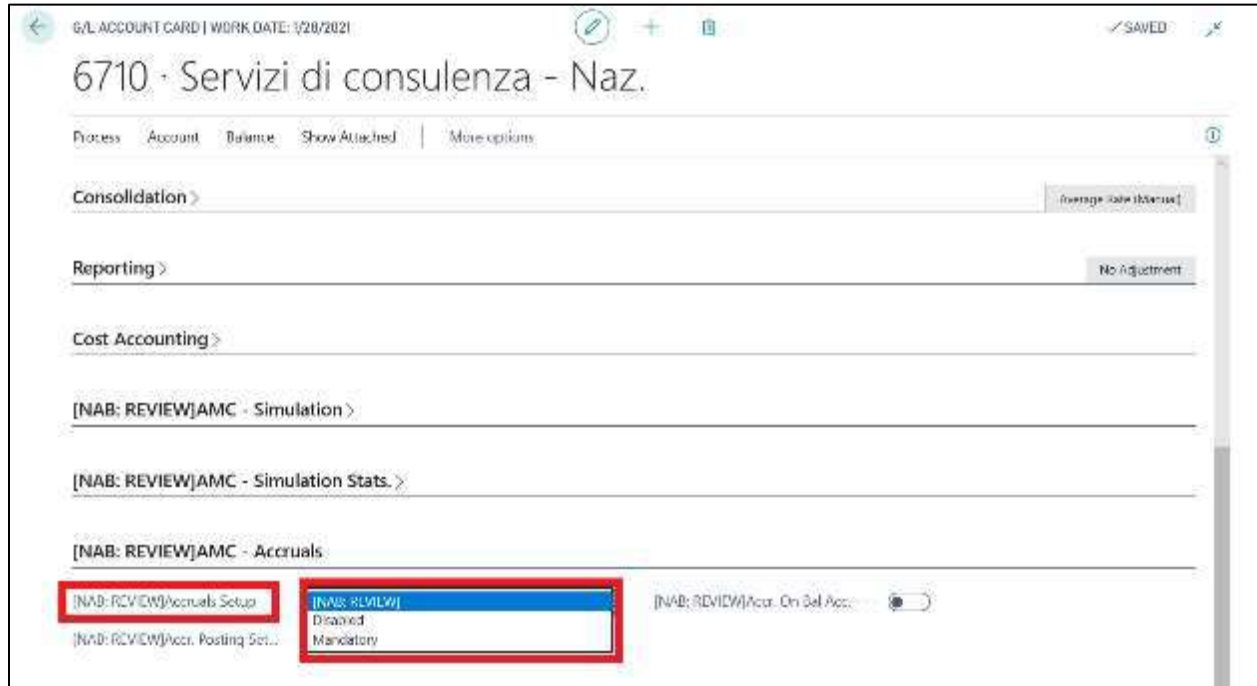 G/L ACCOUNT CARD | WORK DATE: 1/28/2021
✓ SAVED
6710 · Servizi di consulenza - Naz.
Process Account Balance Show Attached | More options
Consolidation >
Average Rate (Manual)
Reporting >
No Adjustment
Cost Accounting >
[NAB: REVIEW]AMC - Simulation >
[NAB: REVIEW]AMC - Simulation Stats. >
[NAB: REVIEW]AMC - Accruals
[NAB: REVIEW]Accruals Setup
[NAB: REVIEW]
Disabled
Mandatory
[NAB: REVIEW]Accr. On Bal Acc.
[NAB: REVIEW]Accr. Posting Set...